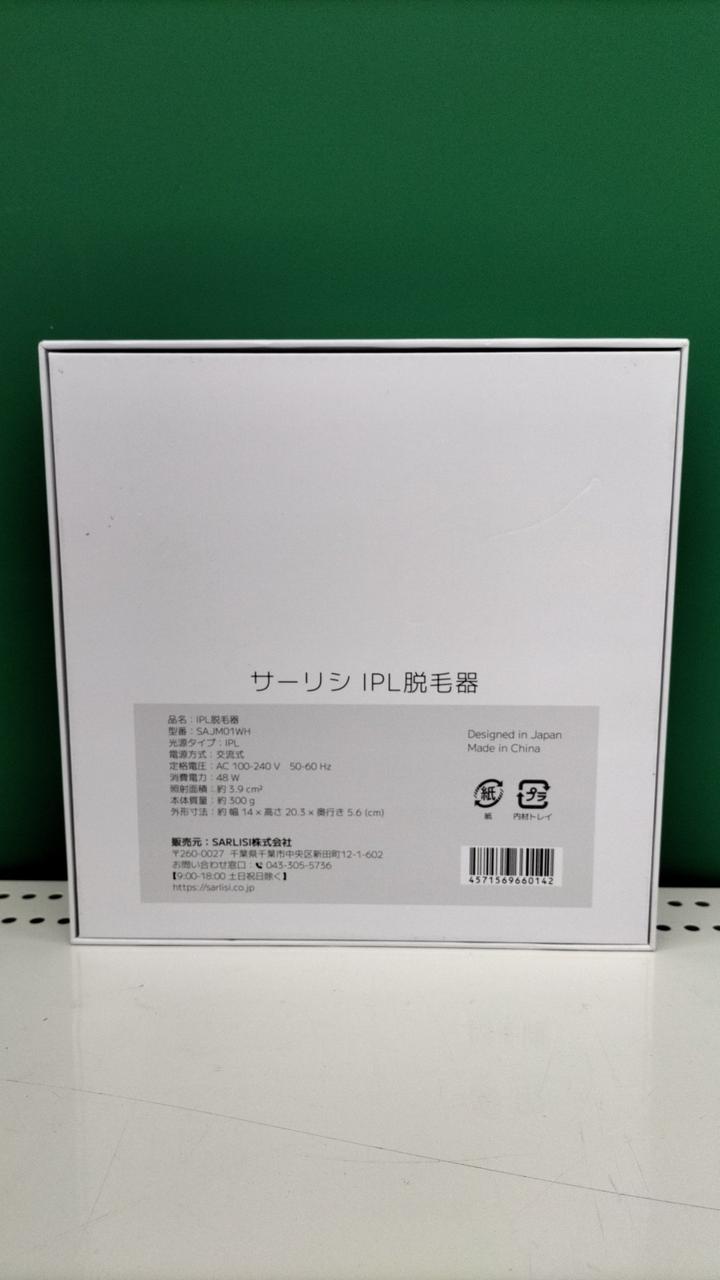 サーリシ IPL脱毛器
品名：IPL脱毛器
型番：SAJM01WH
光源タイプ：IPL
電源方式：交流式
定格電圧：AC 100-240 V 50-60 Hz
消費電力：48 W
照射面積：約 3.9 cm²
本体質量：約 300 g
外形寸法：約 幅 14 × 高さ 20.3 × 奥行き 5.6 (cm)
販売元：SARLISI株式会社
〒260-0027 千葉県千葉市中央区新田町12-1-602
お問い合わせ窓口：043-305-5736
【9:00-18:00 土日祝日除く】
https://sarlisi.co.jp
Designed in Japan
Made in China
紙 プラ
紙 内材トレイ
4571569660142